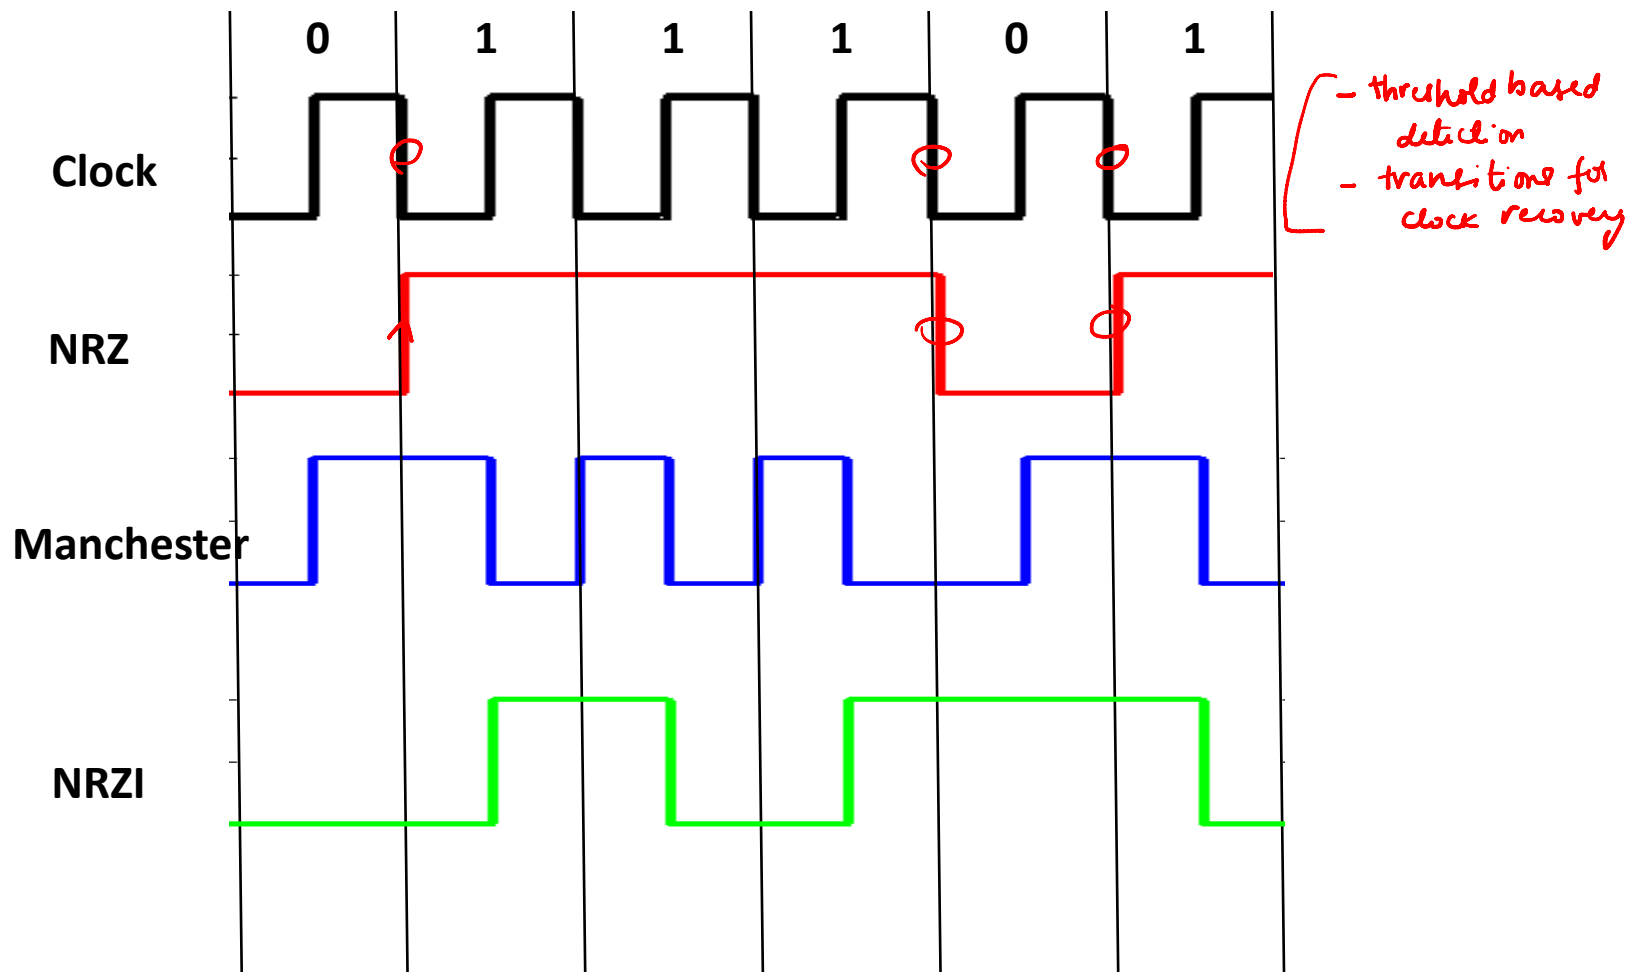 0 1 1 1 0 1
- threshold based
detection
- transitions for
clock recovery
Clock
NRZ
Manchester
NRZI